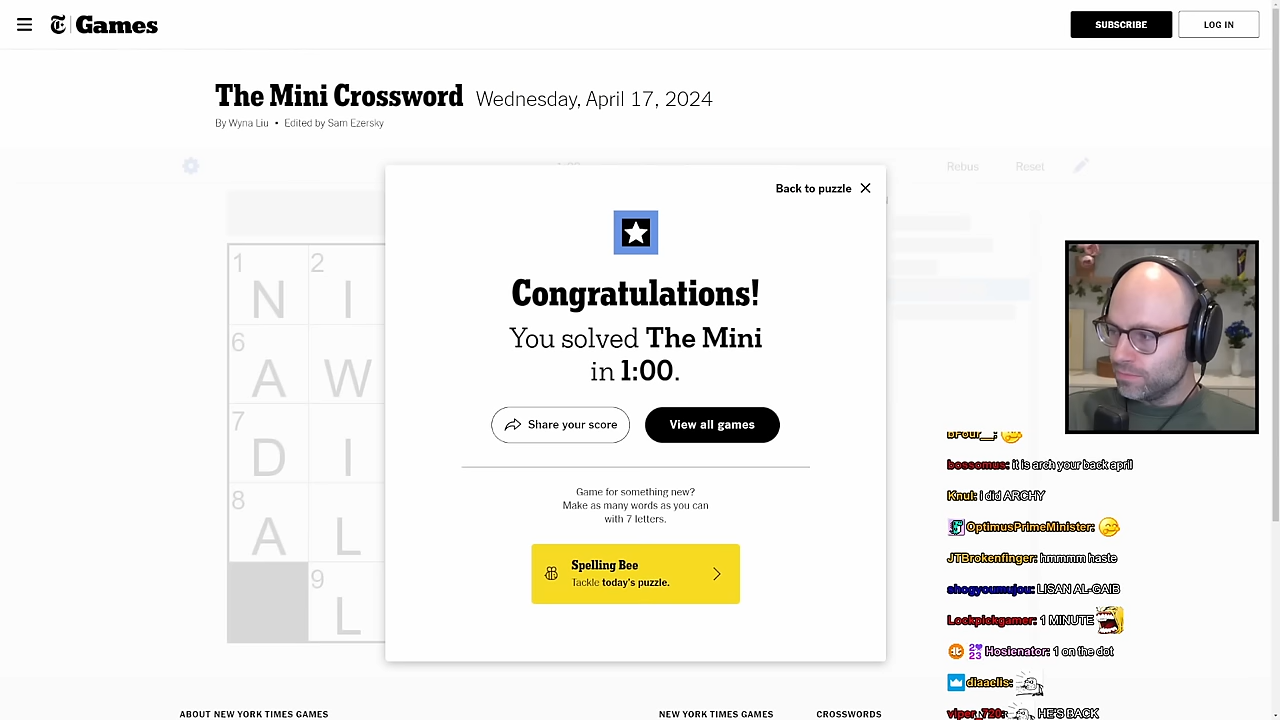 Games
SUBSCRIBE
LOG IN
The Mini Crossword Wednesday, April 17, 2024
By Wyna Liu • Edited by Sam Ezersky
Rebus
Reset
Back to puzzle
Congratulations!
You solved The Mini
in 1:00.
Share your score
View all games
Game for something new?
Make as many words as you can
with 7 letters.
Spelling Bee
Tackle today's puzzle.
1 N 2 I
6 A W
7 D I
8 A L
9 L
bossomus: it is arch your back april
Knul: i did ARCHY
OptimusPrimeMinister:
JTBrokenfinger: hmmmm haste
shogyoumujou: LISAN AL-GAIB
Lockpickgamer: 1 MINUTE
Hosienator: 1 on the dot
diaaells:
viper_720: HE'S BACK
ABOUT NEW YORK TIMES GAMES
NEW YORK TIMES GAMES
CROSSWORDS